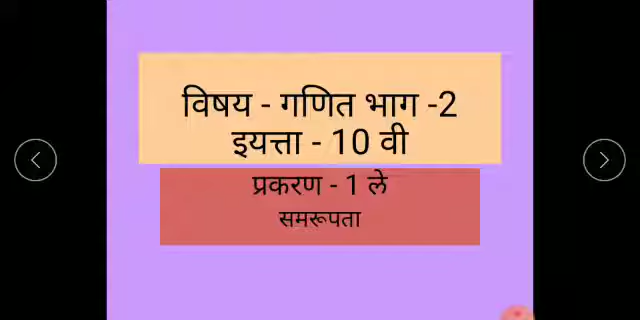 विषय - गणित भाग -2
इयत्ता - 10 वी
प्रकरण - 1 ले
समरूपता